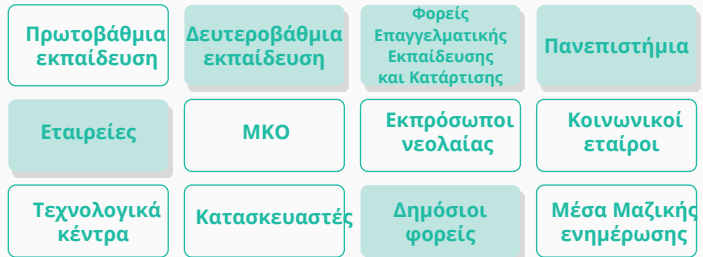 Πρωτοβάθμια
εκπαίδευση
Δευτεροβάθμια
εκπαίδευση
Φορείς
Επαγγελματικής
Εκπαίδευσης
και Κατάρτισης
Πανεπιστήμια
Εταιρείες
ΜΚΟ
Εκπρόσωποι
νεολαίας
Κοινωνικοί
εταίροι
Τεχνολογικά
κέντρα
Κατασκευαστές
Δημόσιοι
φορείς
Μέσα Μαζικής
ενημέρωσης